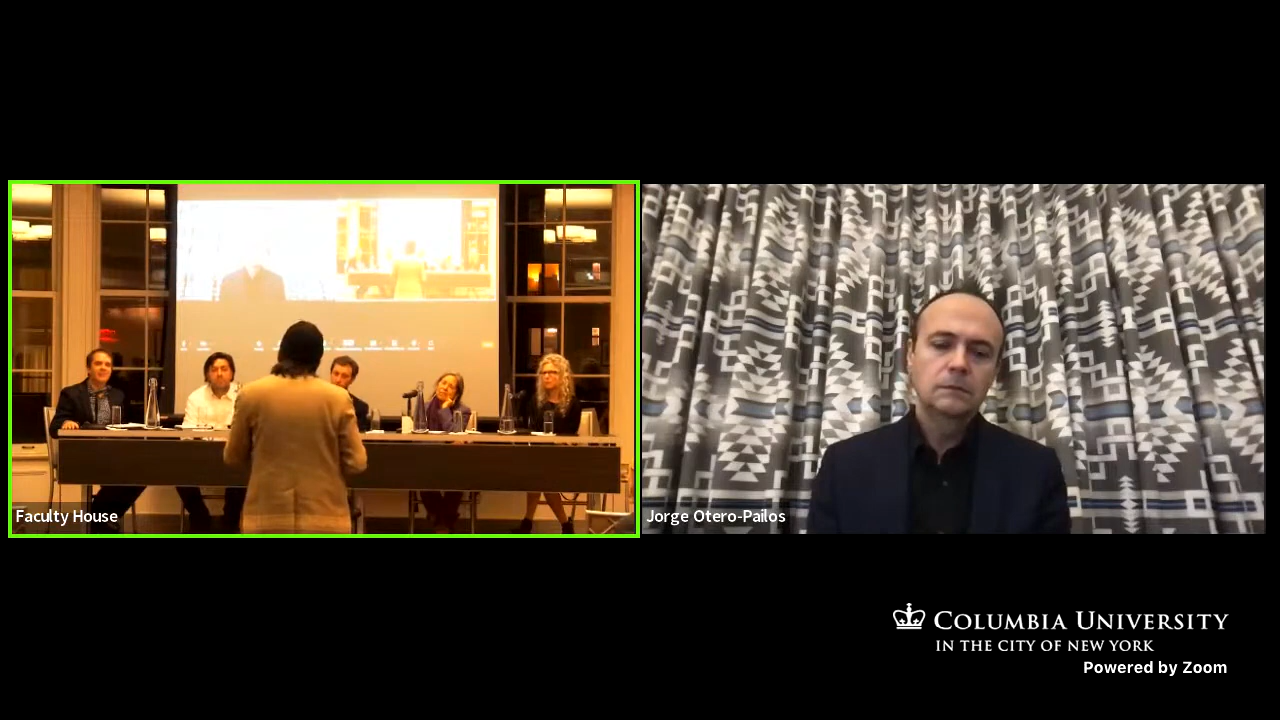 Faculty House
Jorge Otero-Pailos
COLUMBIA UNIVERSITY
IN THE CITY OF NEW YORK
Powered by Zoom